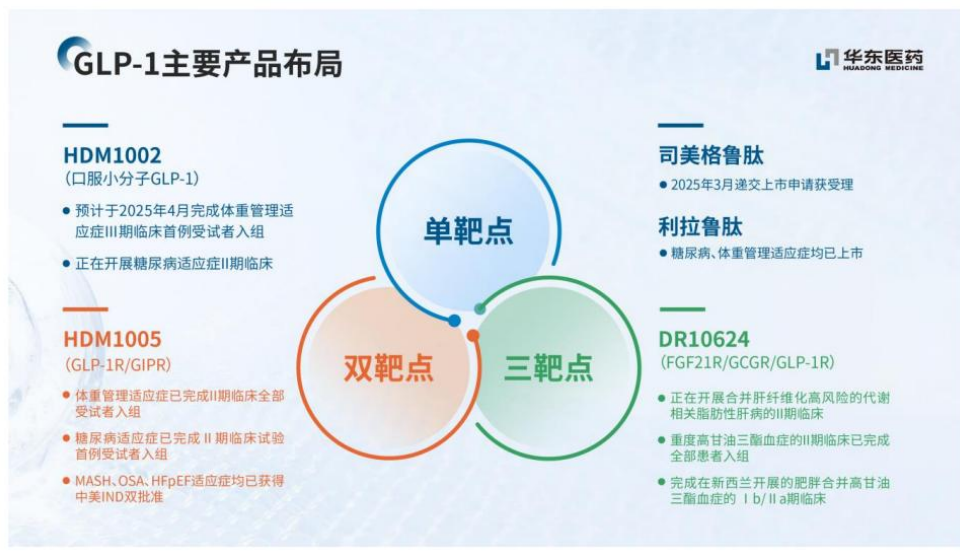 GLP-1主要产品布局
华东医药
HUADONG MEDICINE
HDM1002
（口服小分子GLP-1）
● 预计于2025年4月完成体重管理适
应症III期临床首例受试者入组
● 正在开展糖尿病适应症II期临床
单靶点
司美格鲁肽
● 2025年3月递交上市申请获受理
利拉鲁肽
● 糖尿病、体重管理适应症均已上市
HDM1005
(GLP-1R/GIPR)
● 体重管理适应症已完成II期临床全部
受试者入组
● 糖尿病适应症已完成Ⅱ期临床试验
首例受试者入组
● MASH、OSA、HFpEF适应症均已获得
中美IND双批准
双靶点
三靶点
DR10624
(FGF21R/GCGR/GLP-1R)
● 正在开展合并肝纤维化高风险的代谢
相关脂肪性肝病的II期临床
● 重度高甘油三酯血症的II期临床已完成
全部患者入组
● 完成在新西兰开展的肥胖合并高甘油
三酯血症的 Ⅰb/Ⅱa期临床